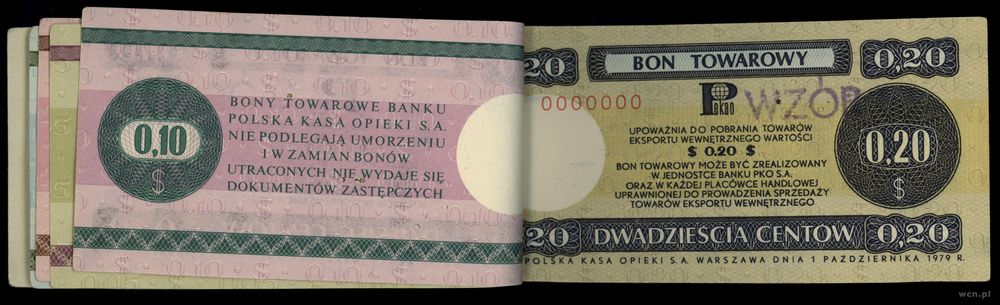 0,10
$
BONY TOWAROWE BANKU
POLSKA KASA OPIEKI S.A.
NIE PODLEGAJĄ UMORZENIU
I W ZAMIAN BONÓW
UTRACONYCH NIE WYDAJE SIĘ
DOKUMENTÓW ZASTĘPCZYCH
20
BON TOWAROWY
0,20
0000000
Pekao
WZÓR
UPOWAŻNIA DO POBRANIA TOWARÓW
EKSPORTU WEWNĘTRZNEGO WARTOŚCI
$ 0.20 $
BON TOWAROWY MOŻE BYĆ ZREALIZOWANY
W JEDNOSTCE BANKU PKO S.A.
ORAZ W KAŻDEJ PLACÓWCE HANDLOWEJ
UPRAWNIONEJ DO PROWADZENIA SPRZEDAŻY
TOWARÓW EKSPORTU WEWNĘTRZNEGO
0,20
$
20
DWADZIEŚCIA CENTÓW
0,20
POLSKA KASA OPIEKI S.A. WARSZAWA DNIA 1 PAŹDZIERNIKA 1979 R.
wcn.pl